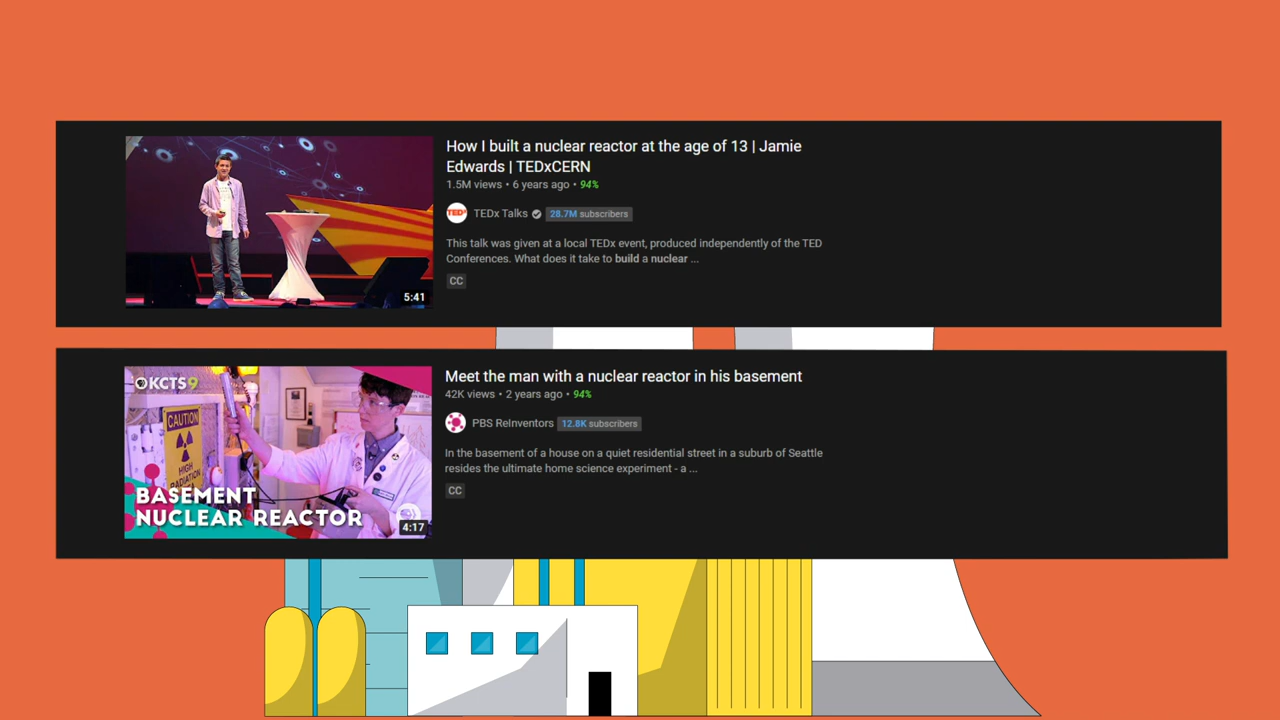 How I built a nuclear reactor at the age of 13 | Jamie
Edwards | TEDxCERN
1.5M views • 6 years ago • 94%
TEDx TEDx Talks 28.7M subscribers
This talk was given at a local TEDx event, produced independently of the TED
Conferences. What does it take to build a nuclear ...
CC
5:41
Meet the man with a nuclear reactor in his basement
42K views • 2 years ago • 94%
PBS ReInventors 12.8K subscribers
In the basement of a house on a quiet residential street in a suburb of Seattle
resides the ultimate home science experiment - a ...
CC
KCTS9
CAUTION
HIGH
RADIATION
BASEMENT
NUCLEAR REACTOR
4:17